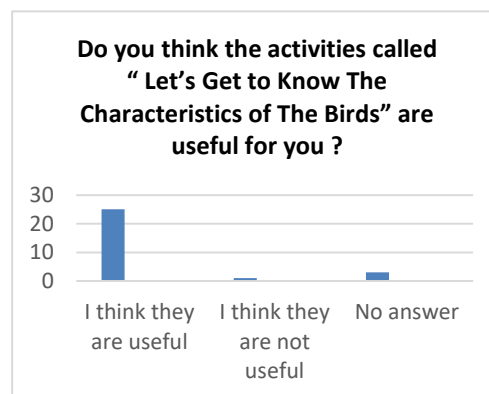 Do you think the activities called
“ Let’s Get to Know The
Characteristics of The Birds” are
useful for you ?
30
20
10
0
I think they
are useful
I think they
are not
useful
No answer